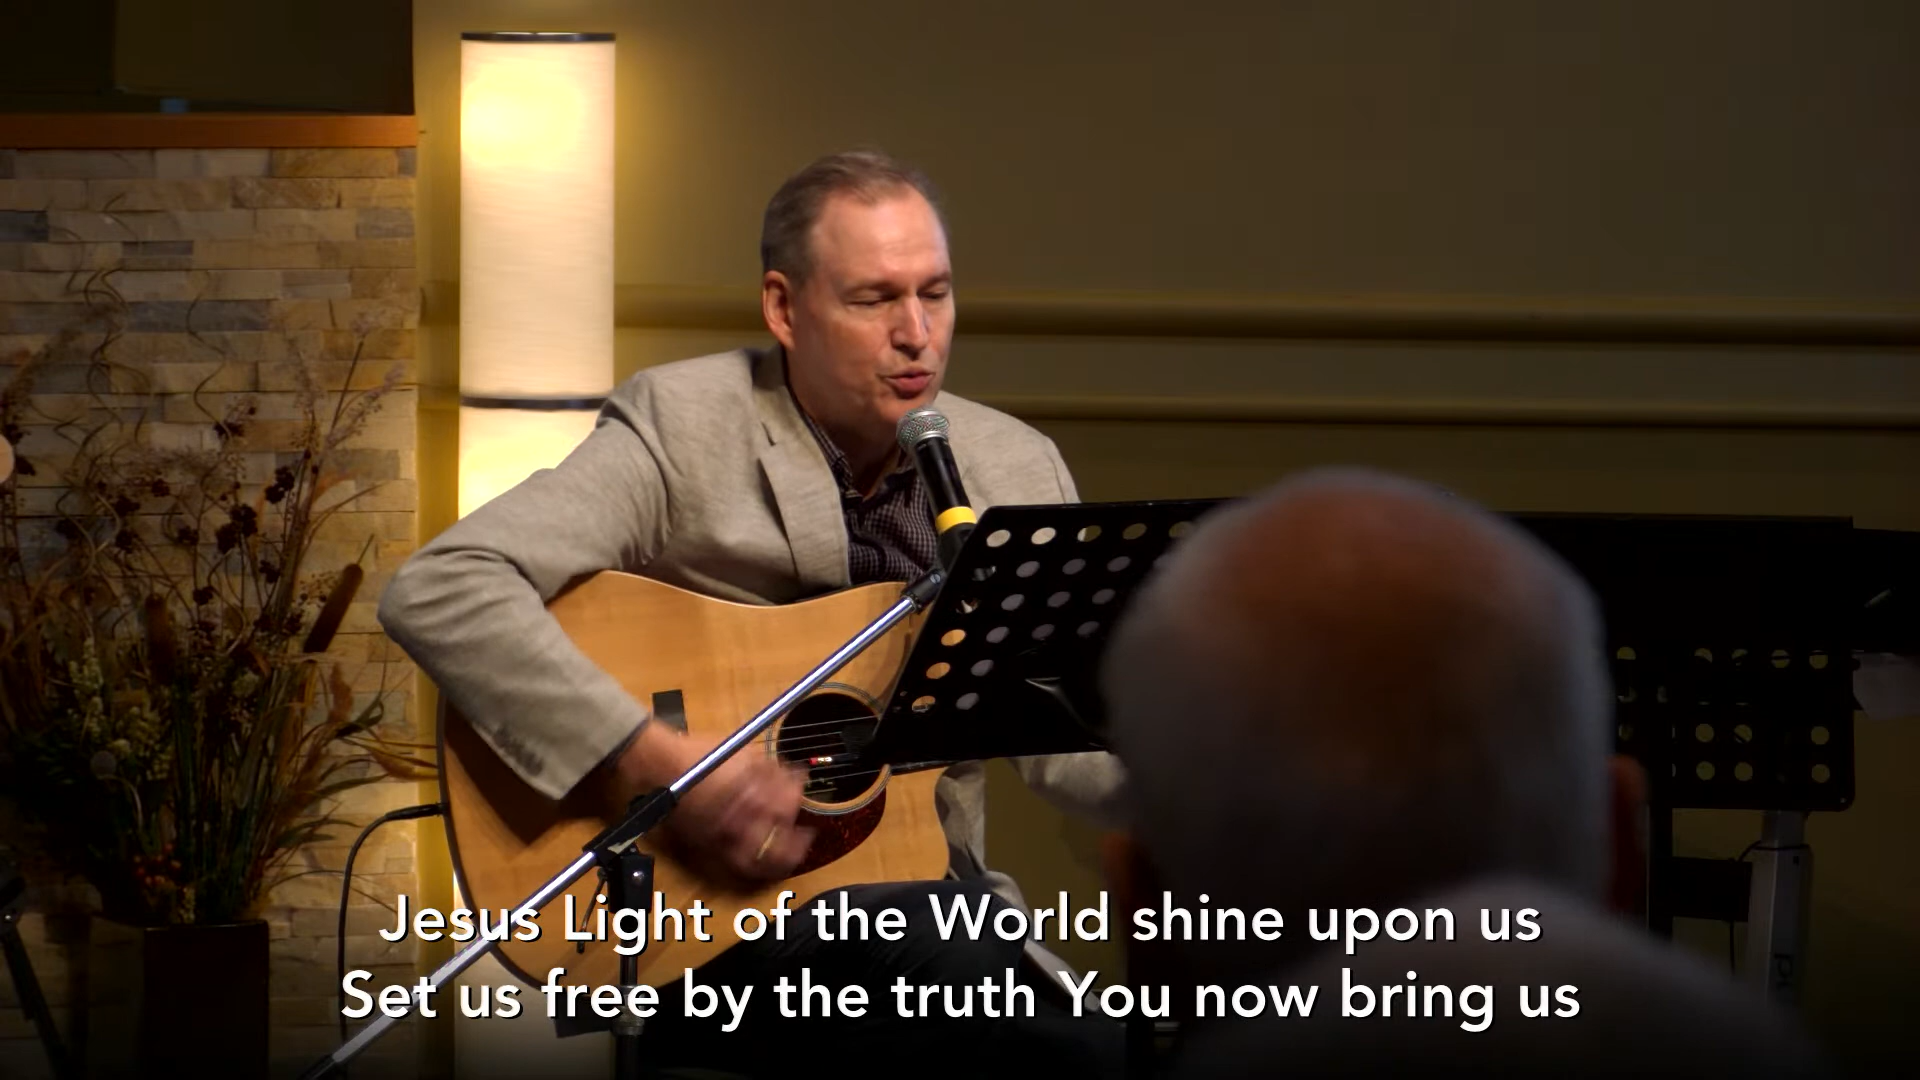 Jesus Light of the World shine upon us
Set us free by the truth You now bring us